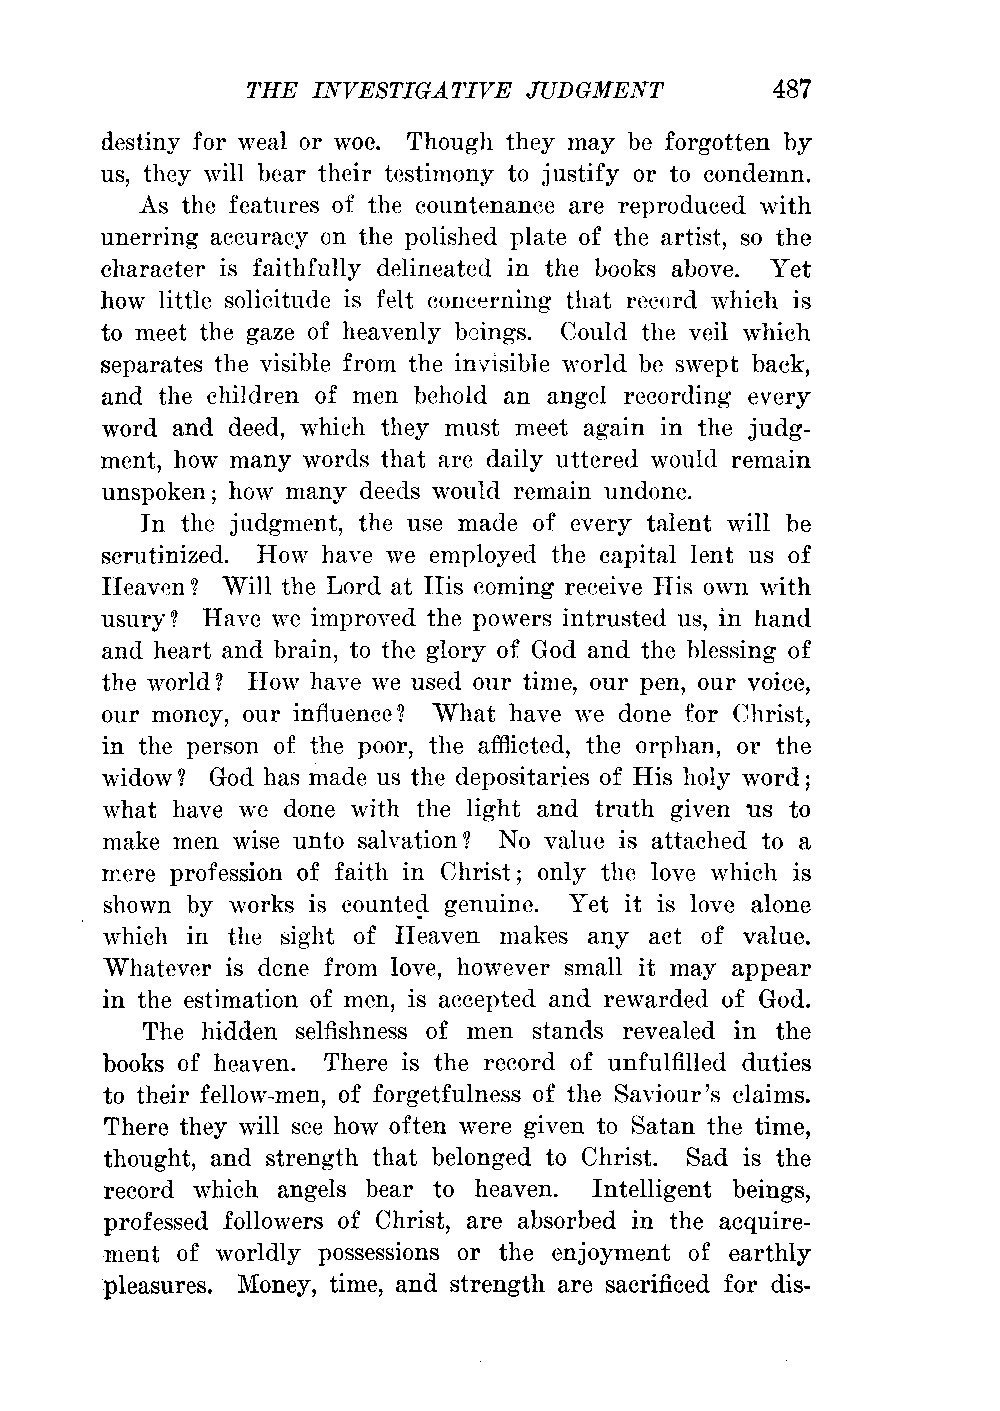 THE INVESTIGATIVE JUDGMENT 487
destiny for weal or woe. Though they may be forgotten by
us, they will bear their testimony to justify or to condemn.
As the features of the countenance are reproduced with
unerring accuracy on the polished plate of the artist, so the
character is faithfully delineated in the books above. Yet
how little solicitude is felt concerning that record which is
to meet the gaze of heavenly beings. Could the veil which
separates the visible from the invisible world be swept back,
and the children of men behold an angel recording every
word and deed, which they must meet again in the judg-
ment, how many words that are daily uttered would remain
unspoken; how many deeds would remain undone.
In the judgment, the use made of every talent will be
scrutinized. How have we employed the capital lent us of
Heaven? Will the Lord at His coming receive His own with
usury? Have we improved the powers intrusted us, in hand
and heart and brain, to the glory of God and the blessing of
the world? How have we used our time, our pen, our voice,
our money, our influence? What have we done for Christ,
in the person of the poor, the afflicted, the orphan, or the
widow? God has made us the depositaries of His holy word;
what have we done with the light and truth given us to
make men wise unto salvation? No value is attached to a
mere profession of faith in Christ; only the love which is
shown by works is counted genuine. Yet it is love alone
which in the sight of Heaven makes any act of value.
Whatever is done from love, however small it may appear
in the estimation of men, is accepted and rewarded of God.
The hidden selfishness of men stands revealed in the
books of heaven. There is the record of unfulfilled duties
to their fellow-men, of forgetfulness of the Saviour's claims.
There they will see how often were given to Satan the time,
thought, and strength that belonged to Christ. Sad is the
record which angels bear to heaven. Intelligent beings,
professed followers of Christ, are absorbed in the acquire-
ment of worldly possessions or the enjoyment of earthly
pleasures. Money, time, and strength are sacrificed for dis-